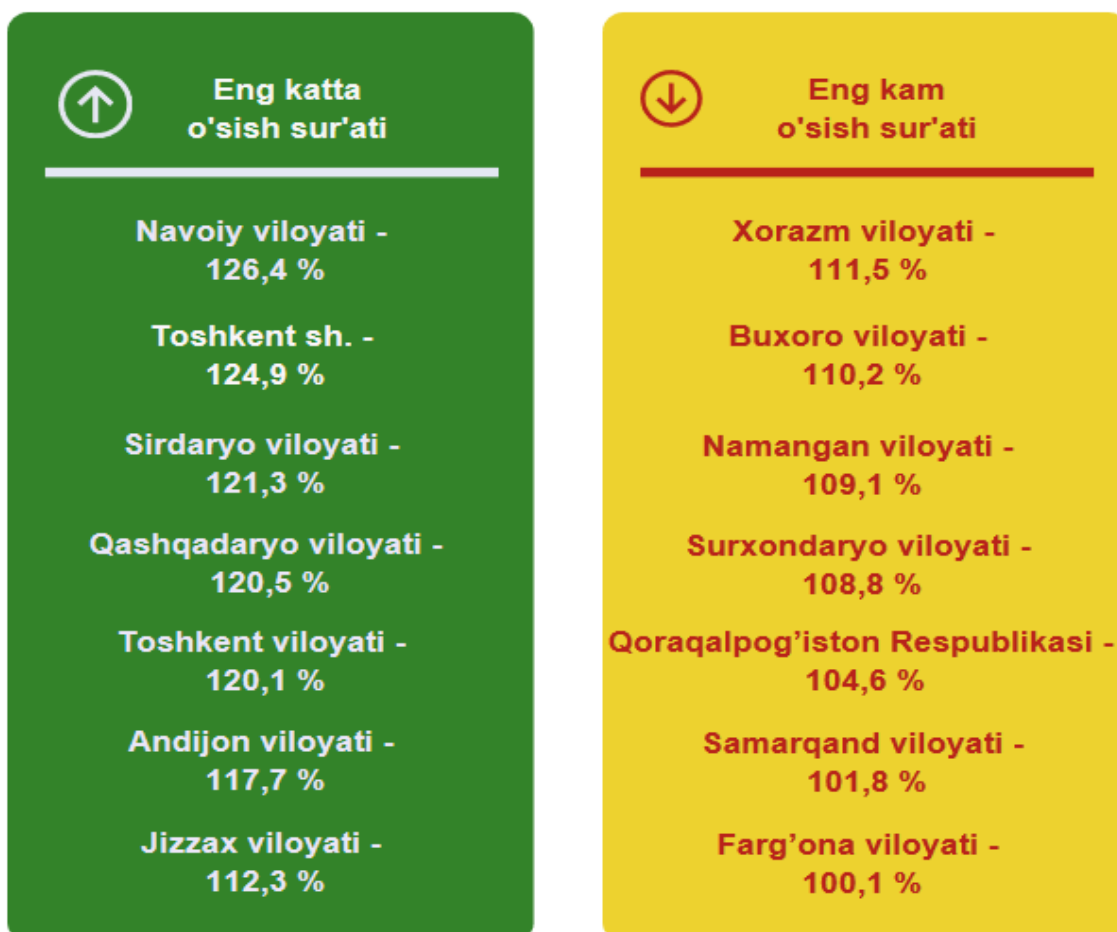 Eng katta
o'sish sur'ati
Navoiy viloyati -
126,4 %
Toshkent sh. -
124,9 %
Sirdaryo viloyati -
121,3 %
Qashqadaryo viloyati -
120,5 %
Toshkent viloyati -
120,1 %
Andijon viloyati -
117,7 %
Jizzax viloyati -
112,3 %
Eng kam
o'sish sur'ati
Xorazm viloyati -
111,5 %
Buxoro viloyati -
110,2 %
Namangan viloyati -
109,1 %
Surxondaryo viloyati -
108,8 %
Qoraqalpog’iston Respublikasi -
104,6 %
Samarqand viloyati -
101,8 %
Farg’ona viloyati -
100,1 %